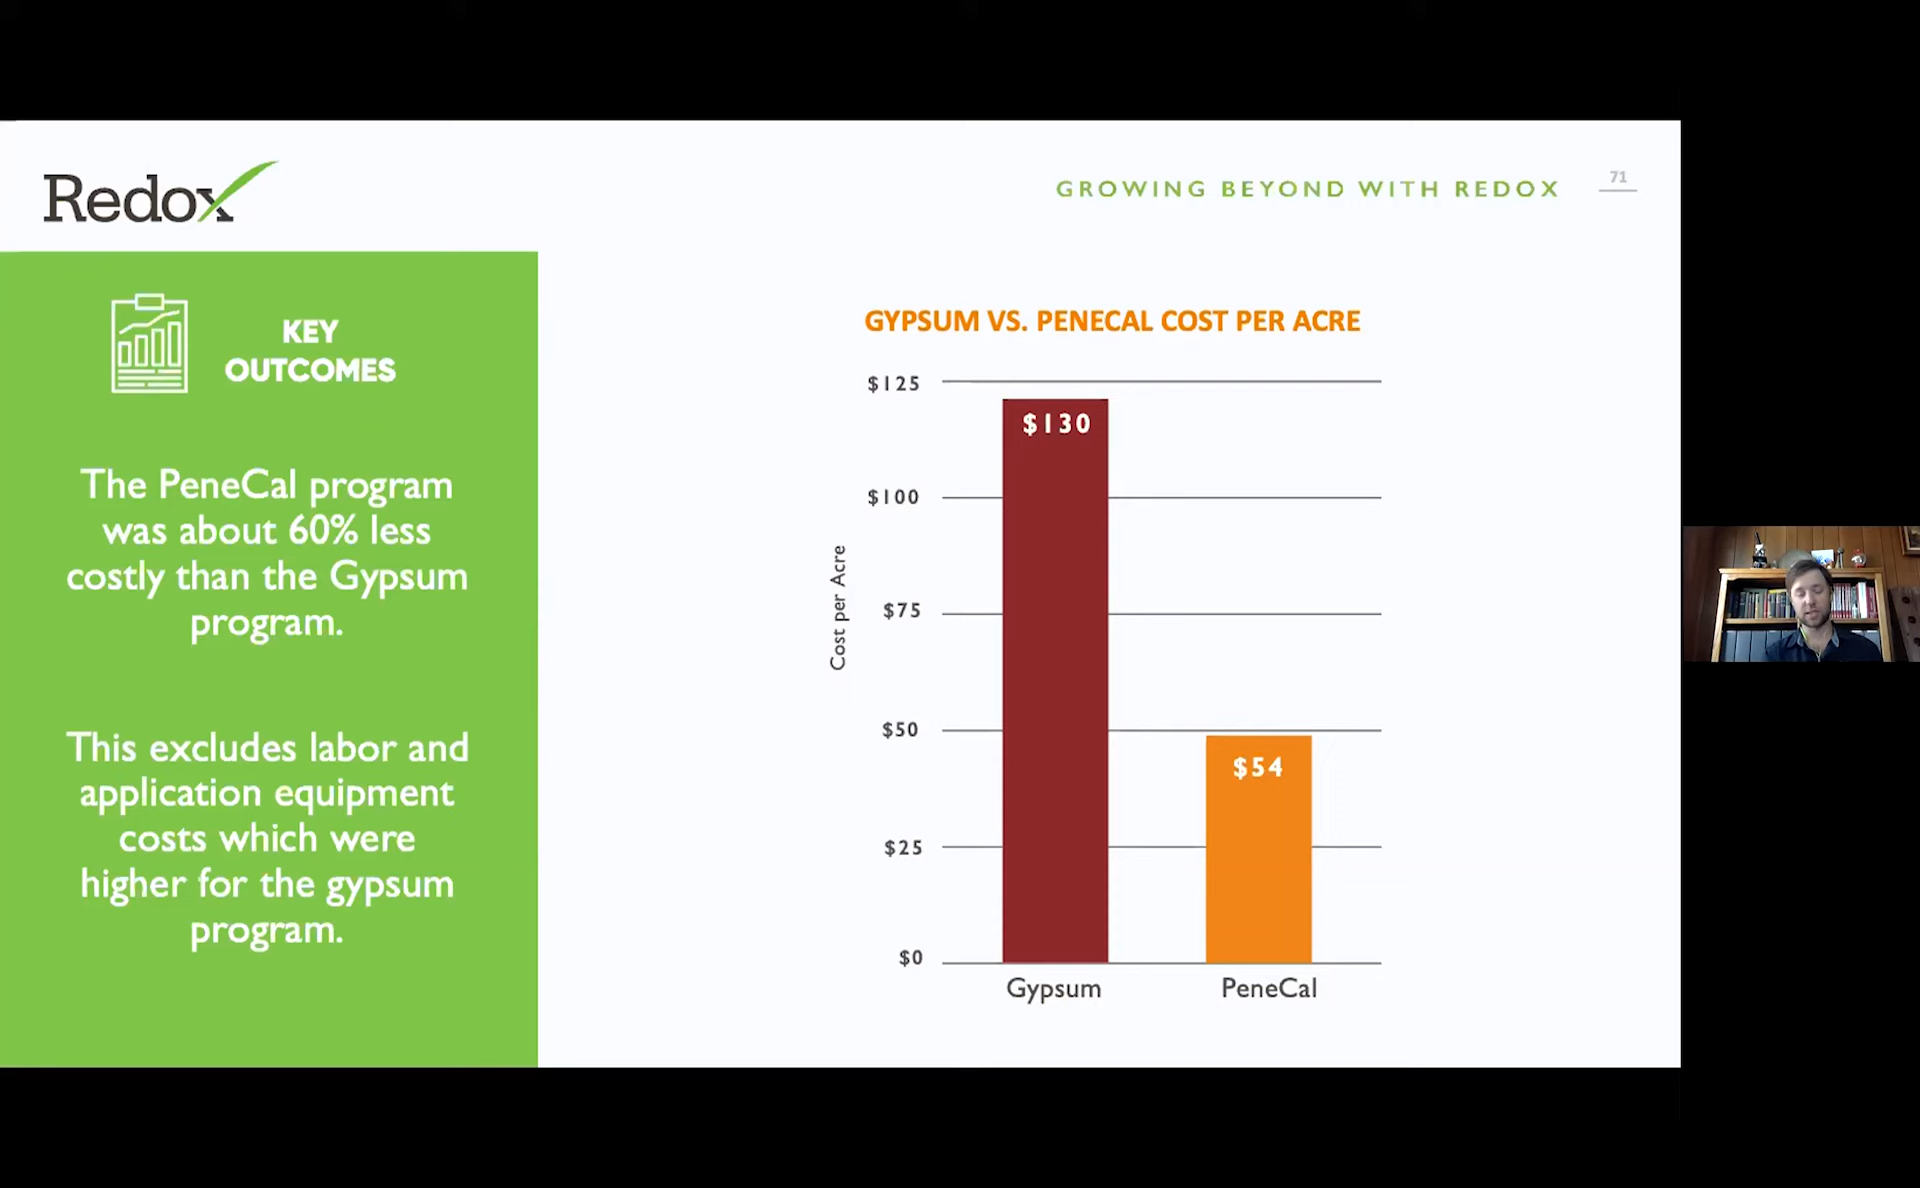 Redox
GROWING BEYOND WITH REDOX
71
KEY
OUTCOMES
The PeneCal program
was about 60% less
costly than the Gypsum
program.
This excludes labor and
application equipment
costs which were
higher for the gypsum
program.
GYPSUM VS. PENECAL COST PER ACRE
Cost per Acre
$125
$100
$75
$50
$25
$0
$130
$54
Gypsum
PeneCal